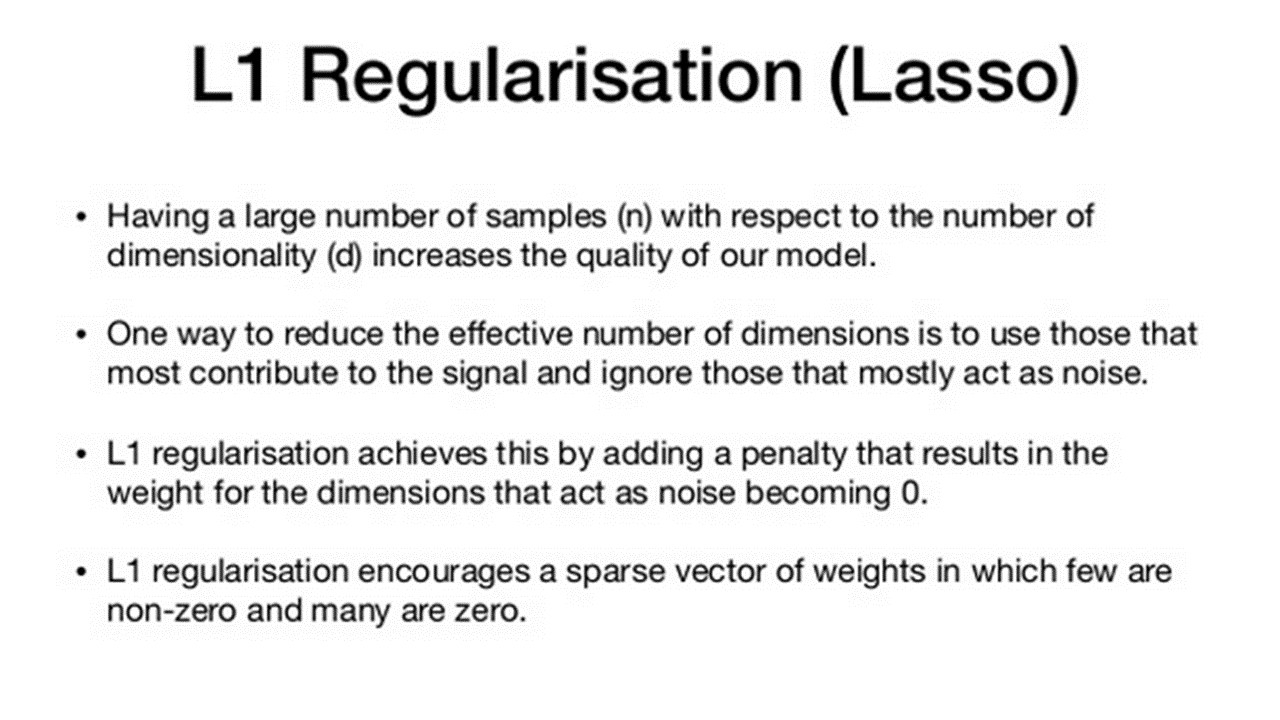 L1 Regularisation (Lasso)
• Having a large number of samples (n) with respect to the number of
dimensionality (d) increases the quality of our model.
• One way to reduce the effective number of dimensions is to use those that
most contribute to the signal and ignore those that mostly act as noise.
• L1 regularisation achieves this by adding a penalty that results in the
weight for the dimensions that act as noise becoming 0.
• L1 regularisation encourages a sparse vector of weights in which few are
non-zero and many are zero.